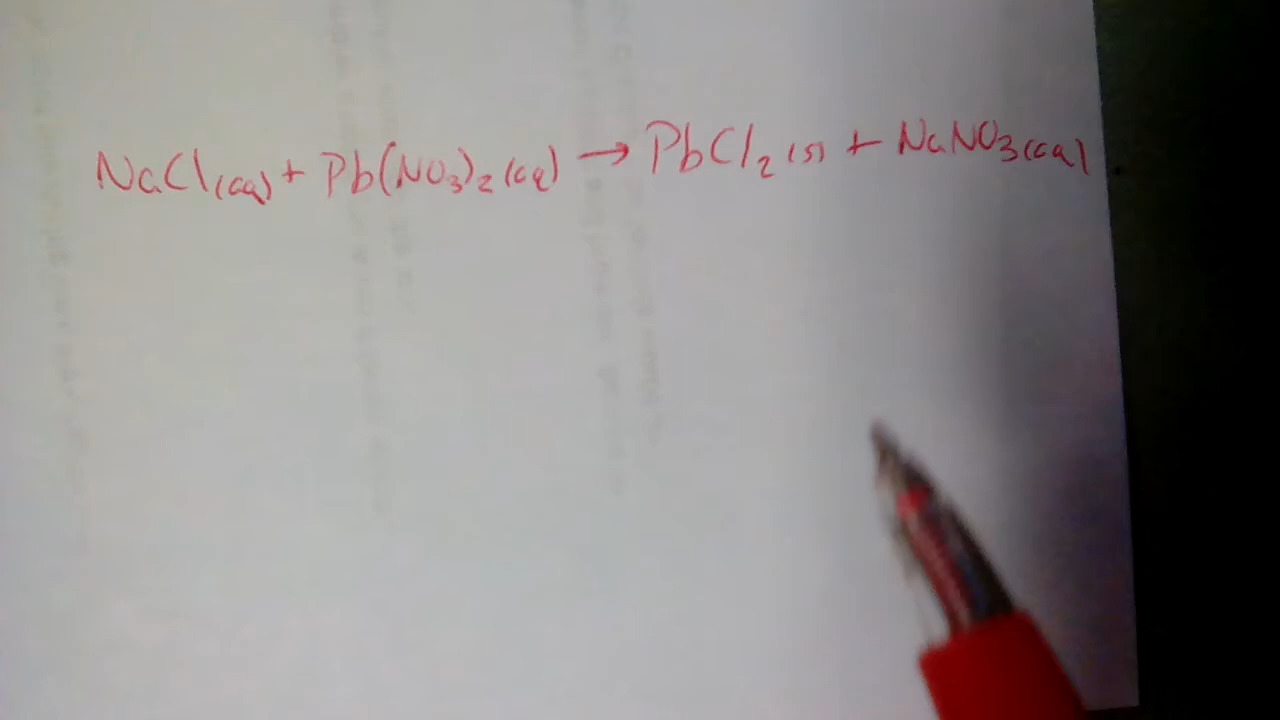 NaCl(aq) + Pb(NO₃)₂(aq) → PbCl₂(s) + NaNO₃(aq)